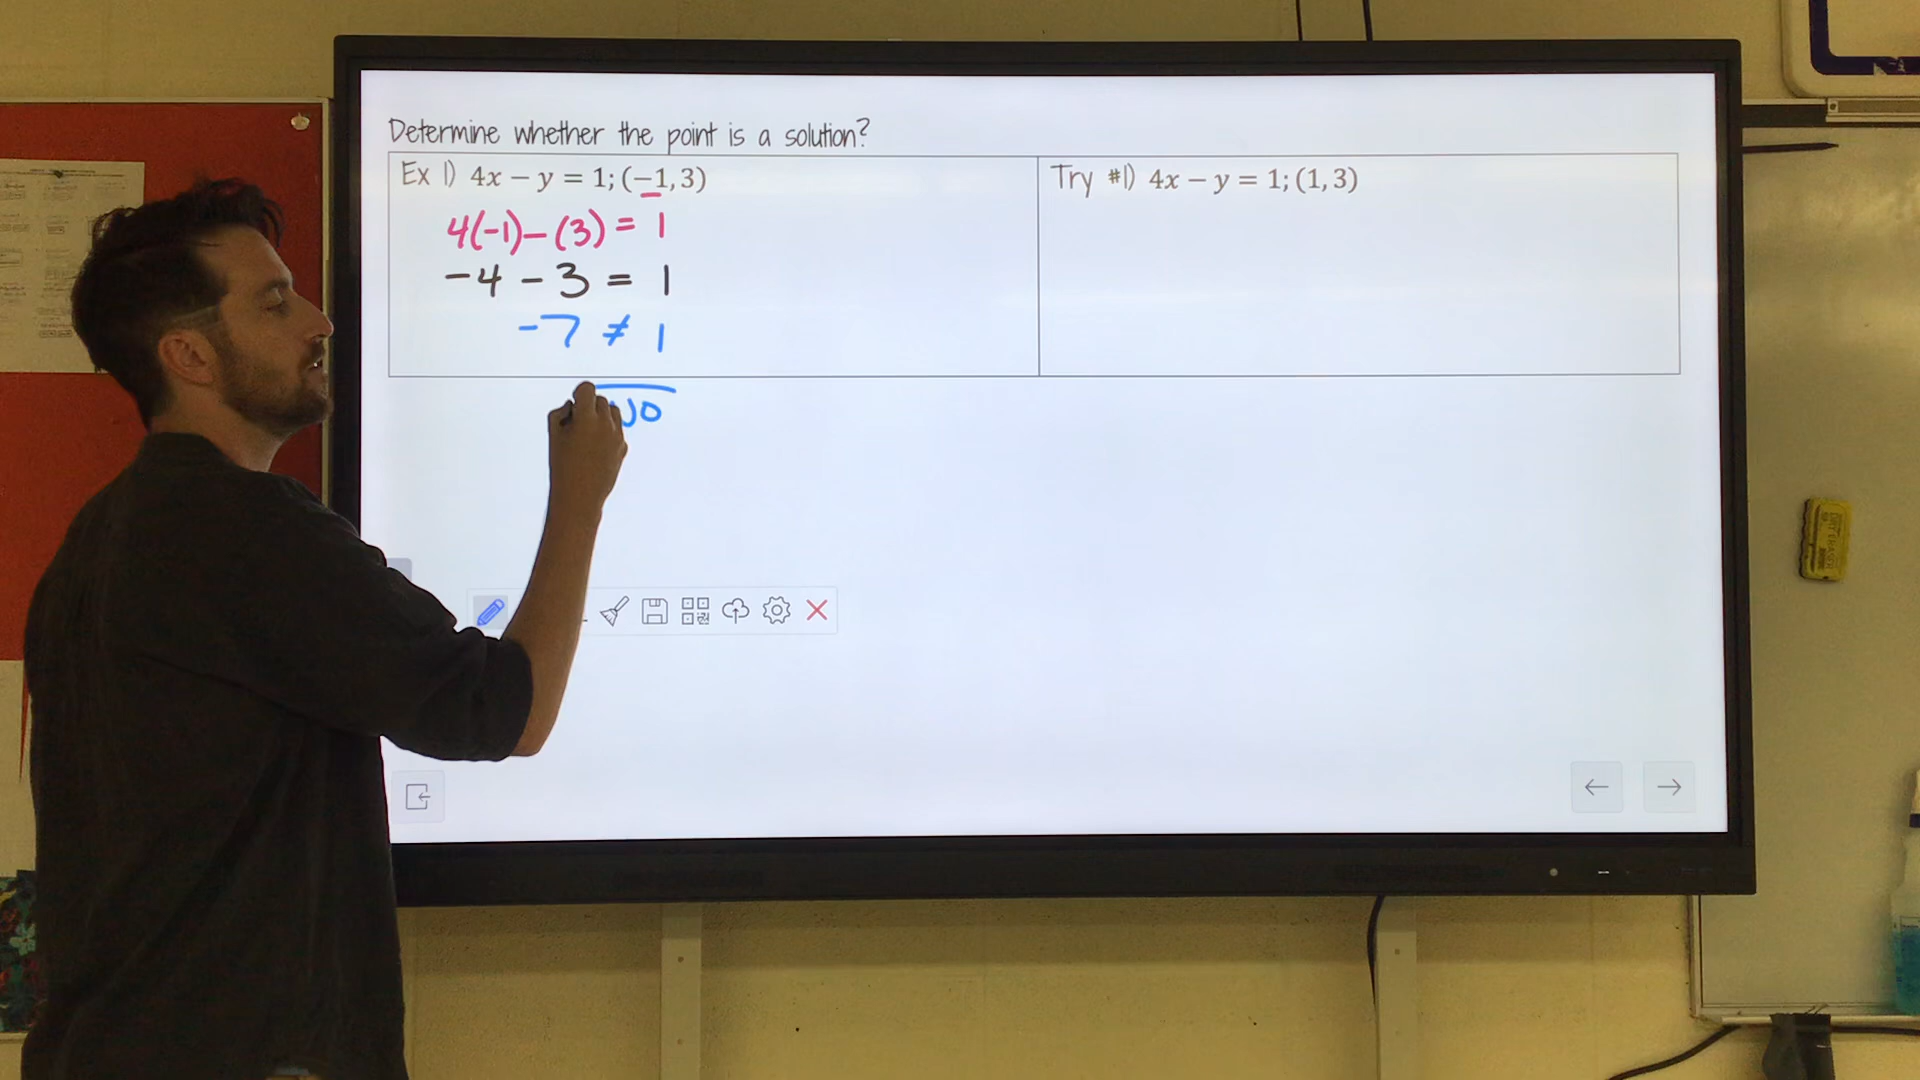 Determine whether the point is a solution?
Ex 1) 4x − y = 1; (−1, 3)
4(-1)-(3) = 1
-4 - 3 = 1
-7 ≠ 1
Try #1) 4x − y = 1; (1, 3)